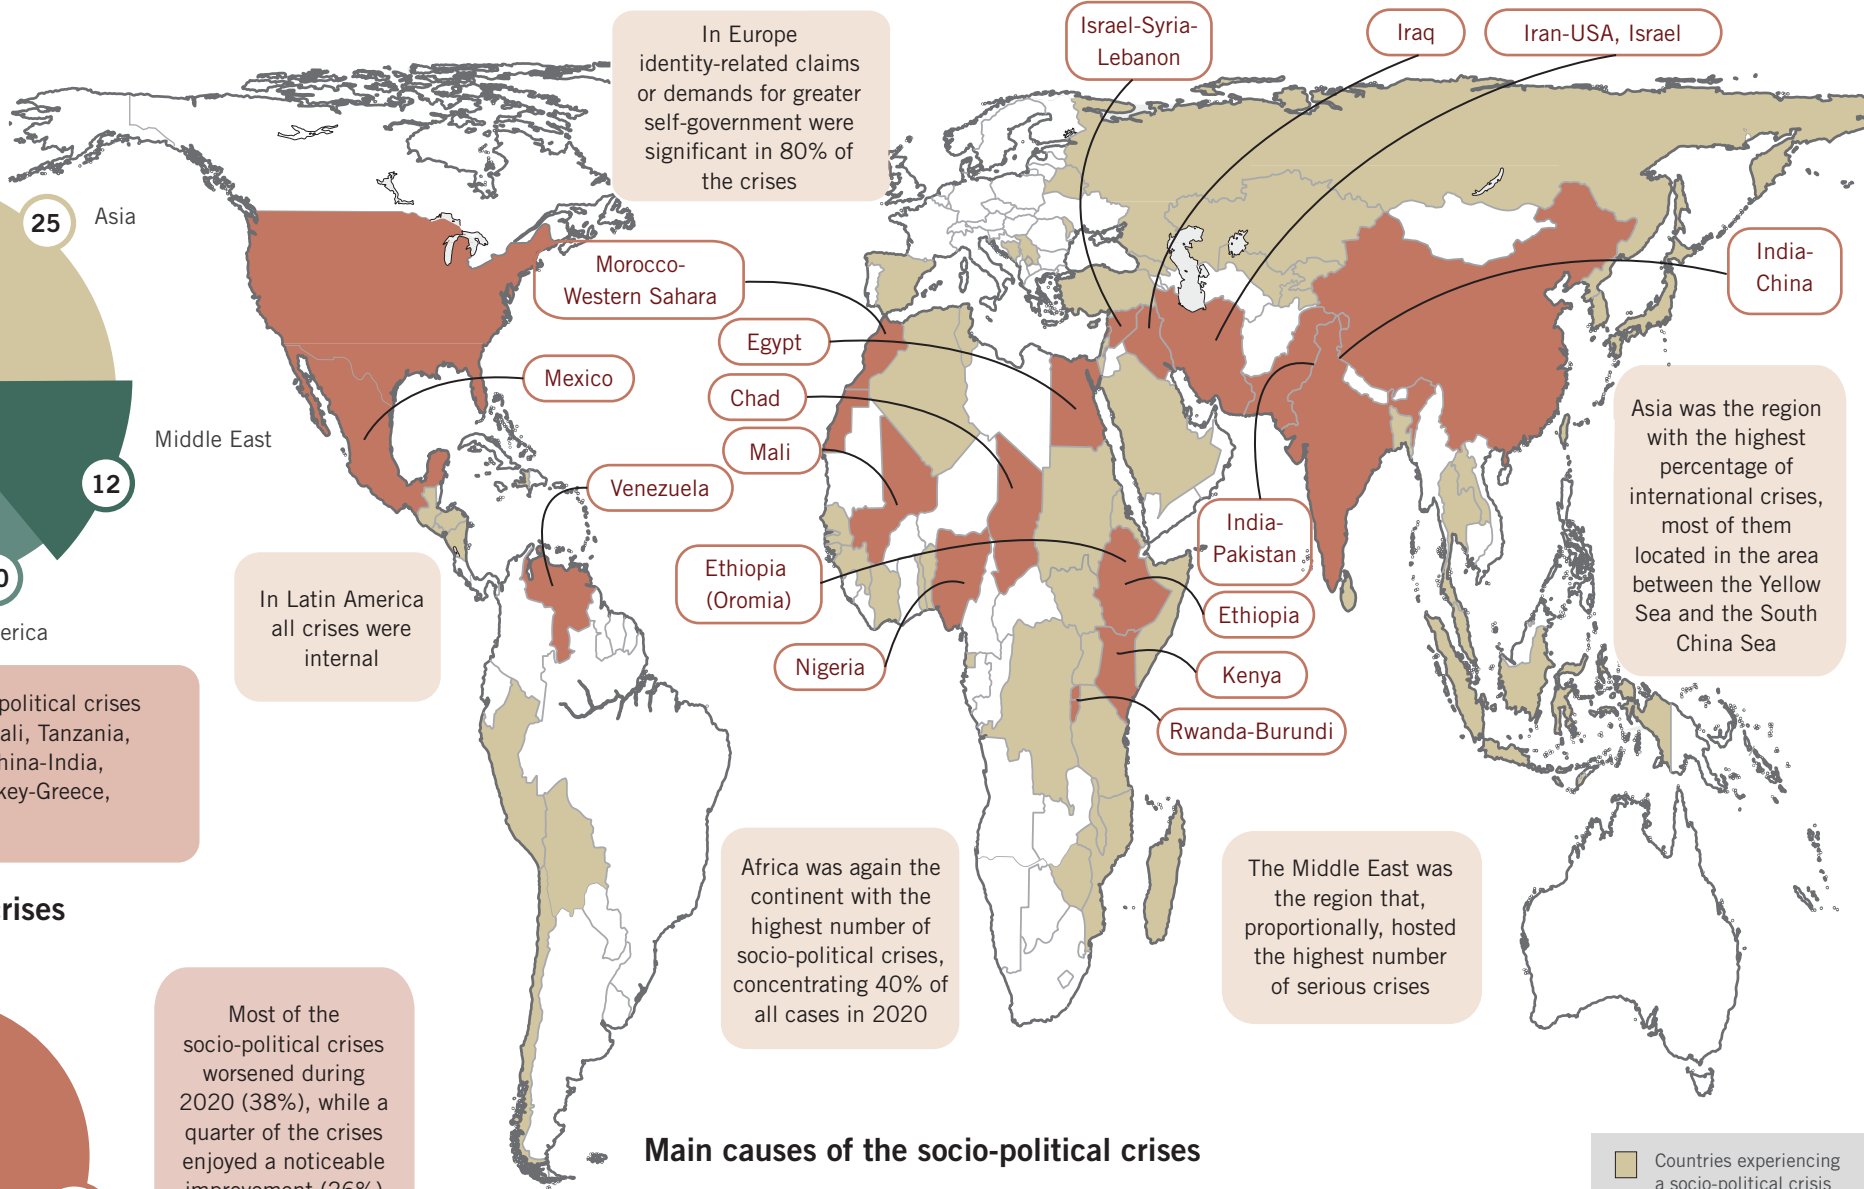 In Europe
identity-related claims
or demands for greater
self-government were
significant in 80% of
the crises
Israel-Syria-
Lebanon
Iraq
Iran-USA, Israel
25
Asia
Middle East
12
0
erica
Morocco-
Western Sahara
Egypt
Chad
Mali
Mexico
Venezuela
Ethiopia
(Oromia)
Nigeria
India-
China
India-
Pakistan
Ethiopia
Kenya
Rwanda-Burundi
Asia was the region
with the highest
percentage of
international crises,
most of them
located in the area
between the Yellow
Sea and the South
China Sea
In Latin America
all crises were
internal
political crises
ali, Tanzania,
hina-India,
key-Greece,
rises
Africa was again the
continent with the
highest number of
socio-political crises,
concentrating 40% of
all cases in 2020
The Middle East was
the region that,
proportionally, hosted
the highest number
of serious crises
Most of the
socio-political crises
worsened during
2020 (38%), while a
quarter of the crises
enjoyed a noticeable
improvement (26%)
Main causes of the socio-political crises
Countries experiencing
a socio-political crisis